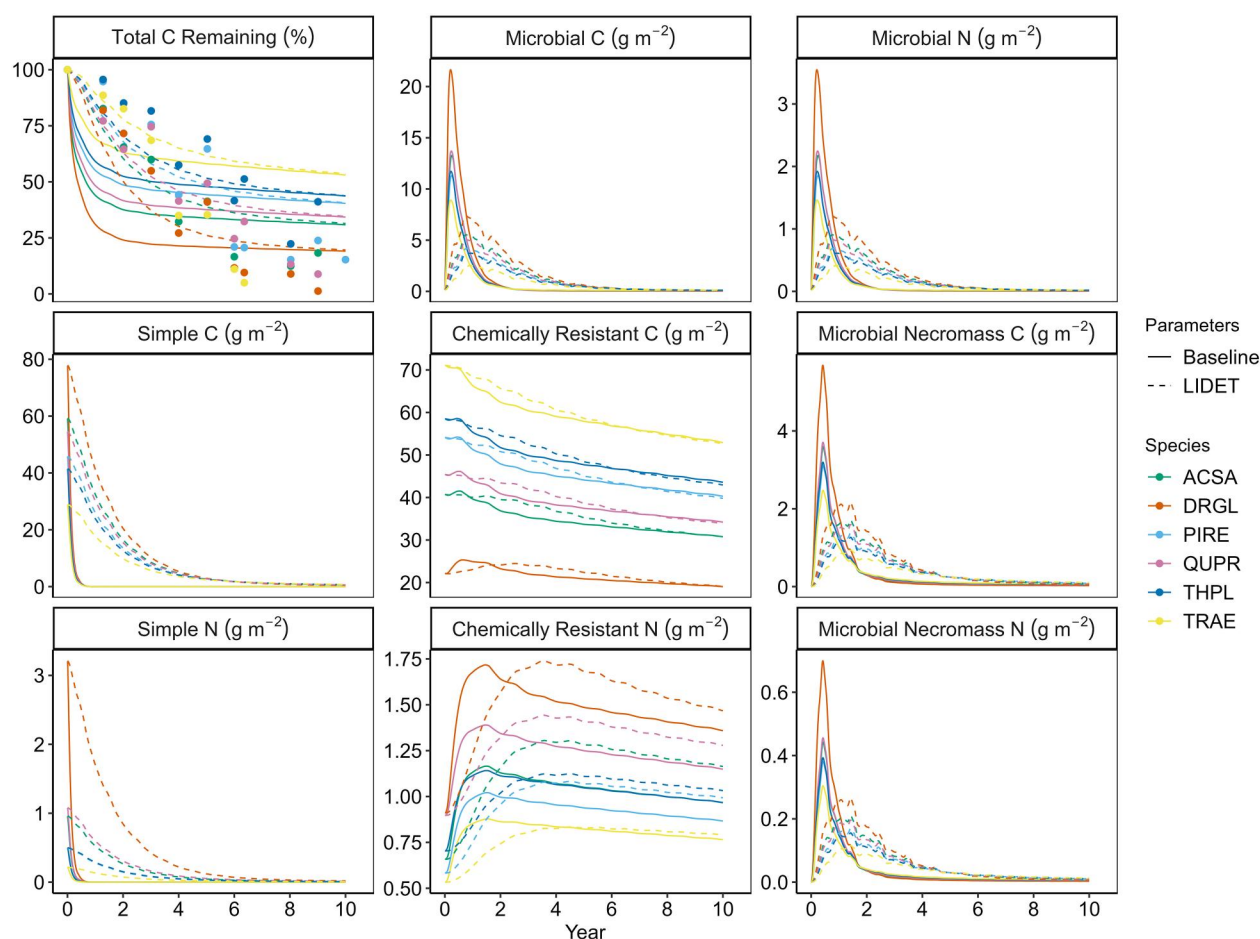 Total C Remaining (%)
Microbial C (g m⁻²)
Microbial N (g m⁻²)
100
75
50
25
0
20
15
10
5
0
3
2
1
0
Simple C (g m⁻²)
Chemically Resistant C (g m⁻²)
Microbial Necromass C (g m⁻²)
80
60
40
20
0
70
60
50
40
30
20
4
2
0
Simple N (g m⁻²)
Chemically Resistant N (g m⁻²)
Microbial Necromass N (g m⁻²)
3
2
1
0
1.75
1.50
1.25
1.00
0.75
0.50
0.6
0.4
0.2
0.0
0 2 4 6 8 10
0 2 4 6 8 10
0 2 4 6 8 10
Year
Parameters
Baseline
LIDET
Species
ACSA
DRGL
PIRE
QUPR
THPL
TRAE